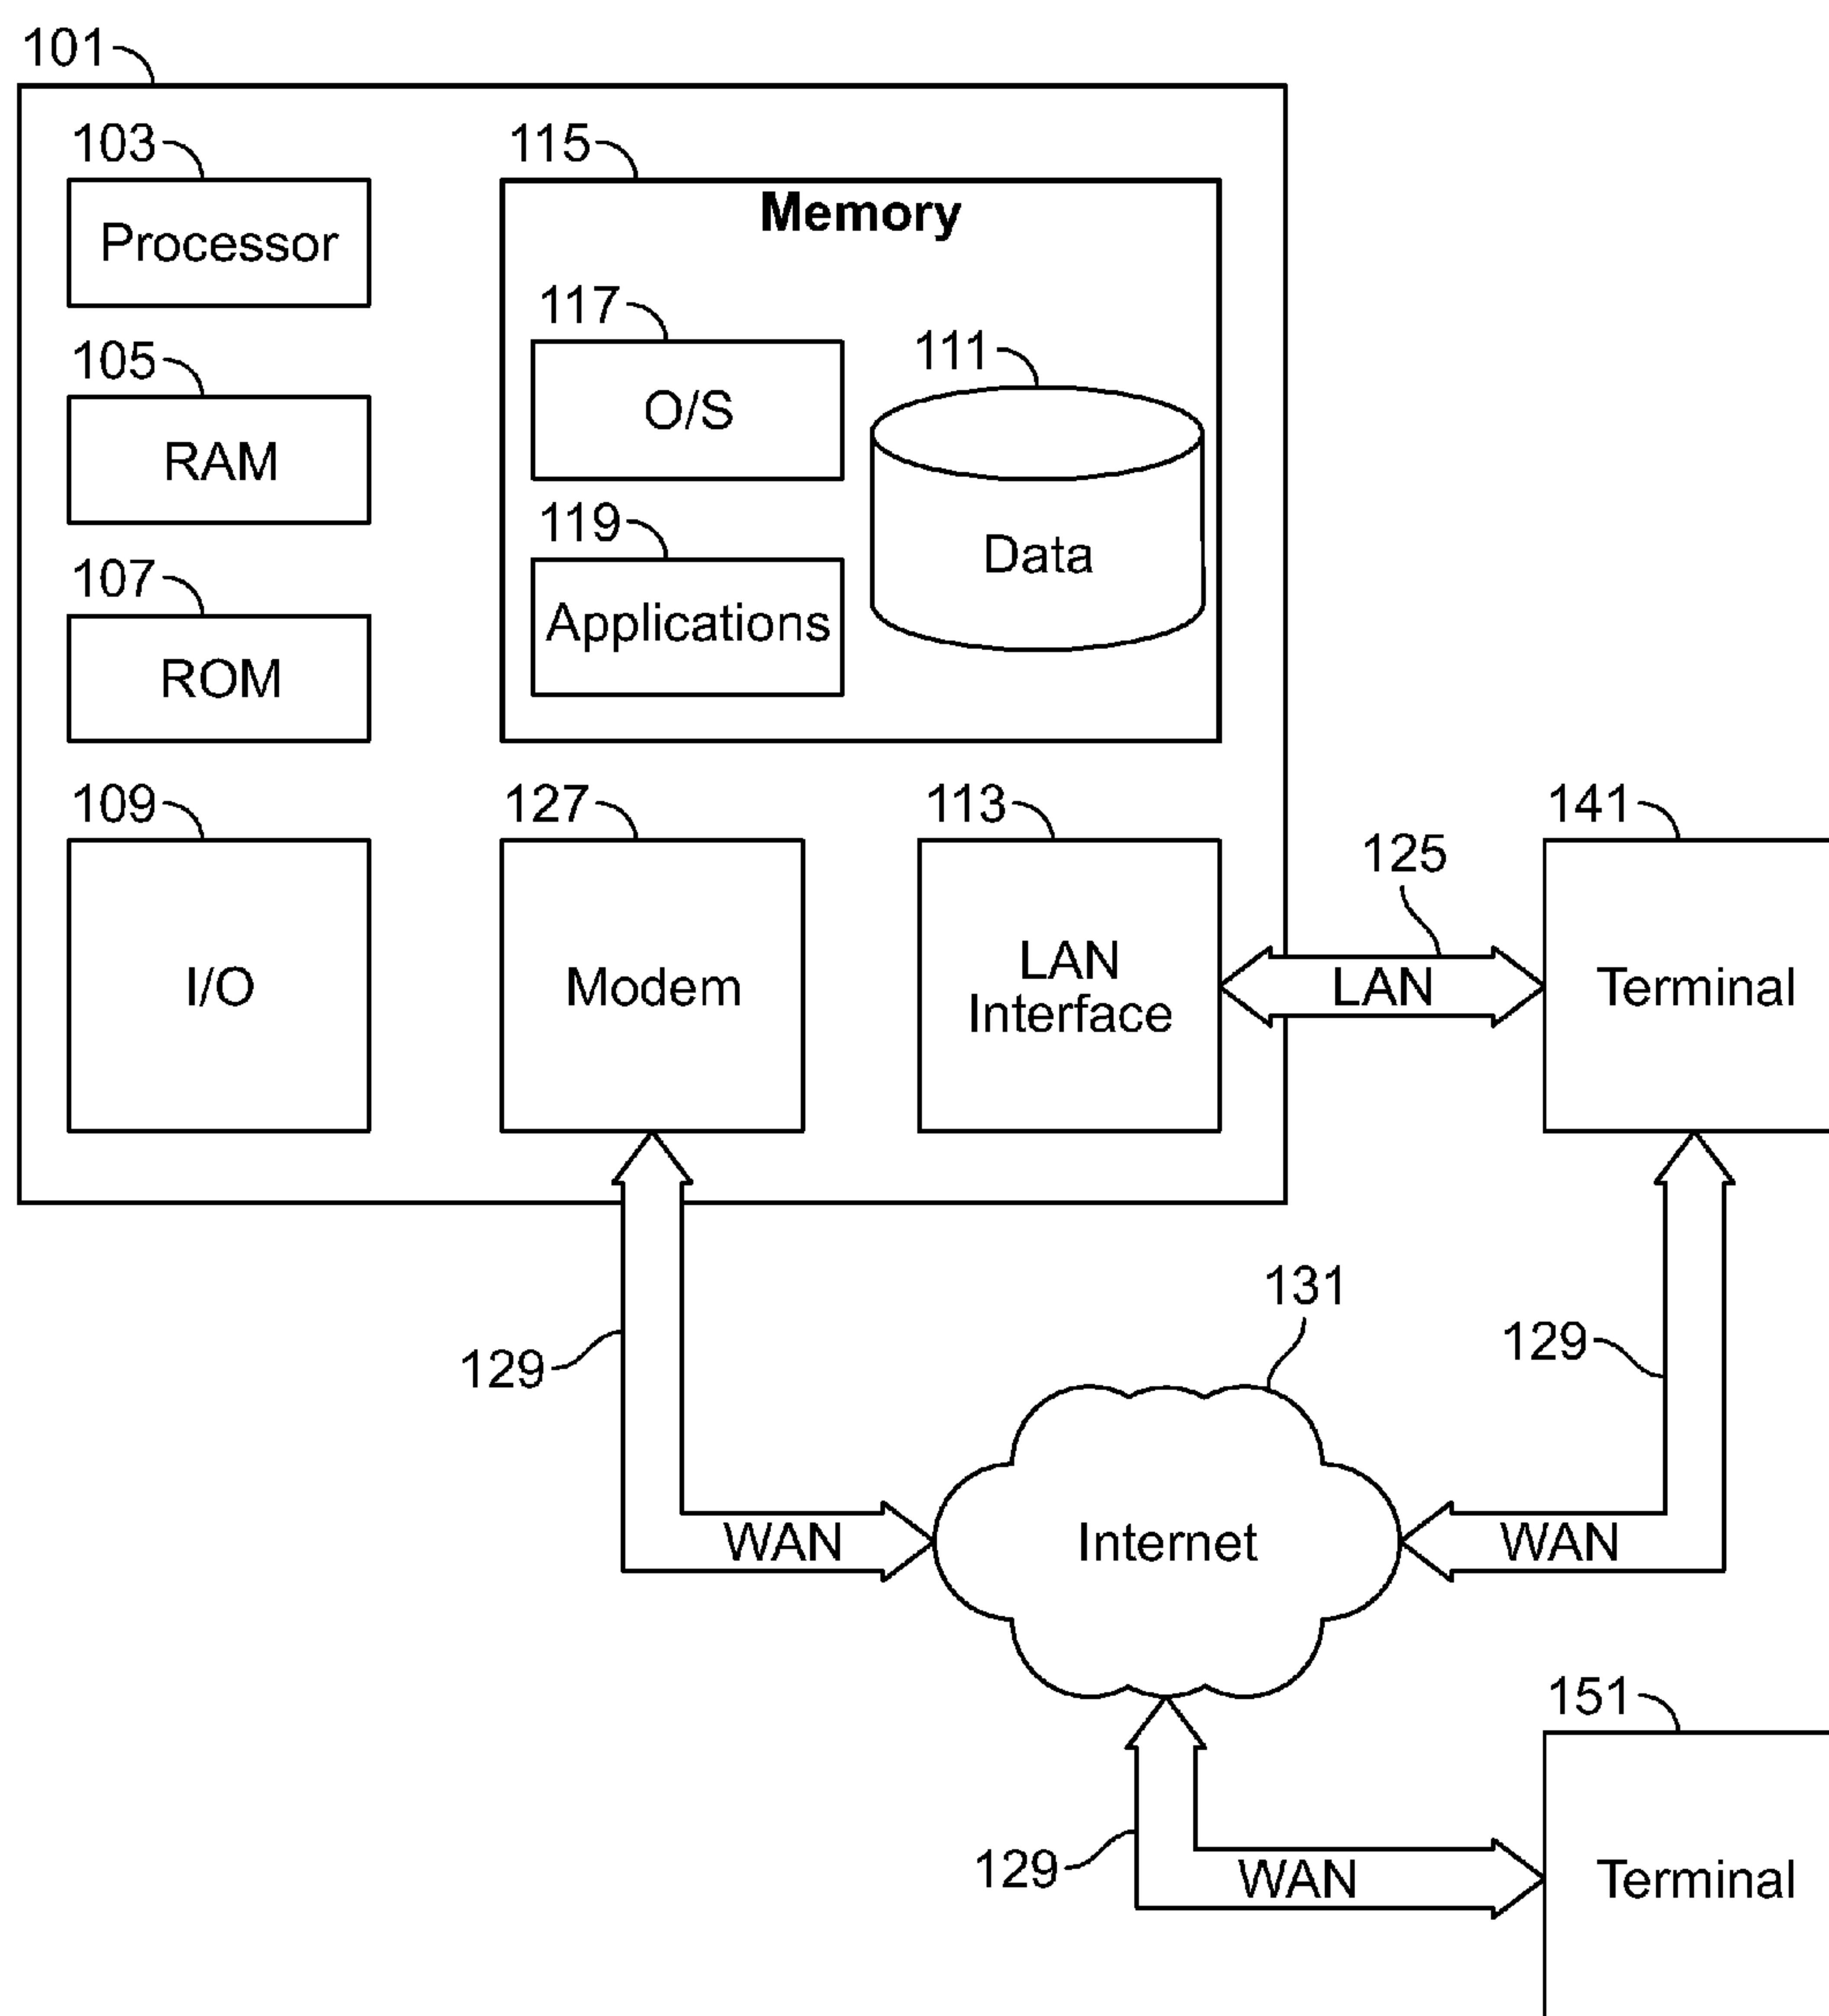 101
103
115
Processor
Memory
117
111
105
O/S
RAM
119
Data
107
Applications
ROM
109
127
113
141
125
I/O
Modem
LAN
Interface
LAN
Terminal
131
129
129
WAN
Internet
WAN
151
129
WAN
Terminal